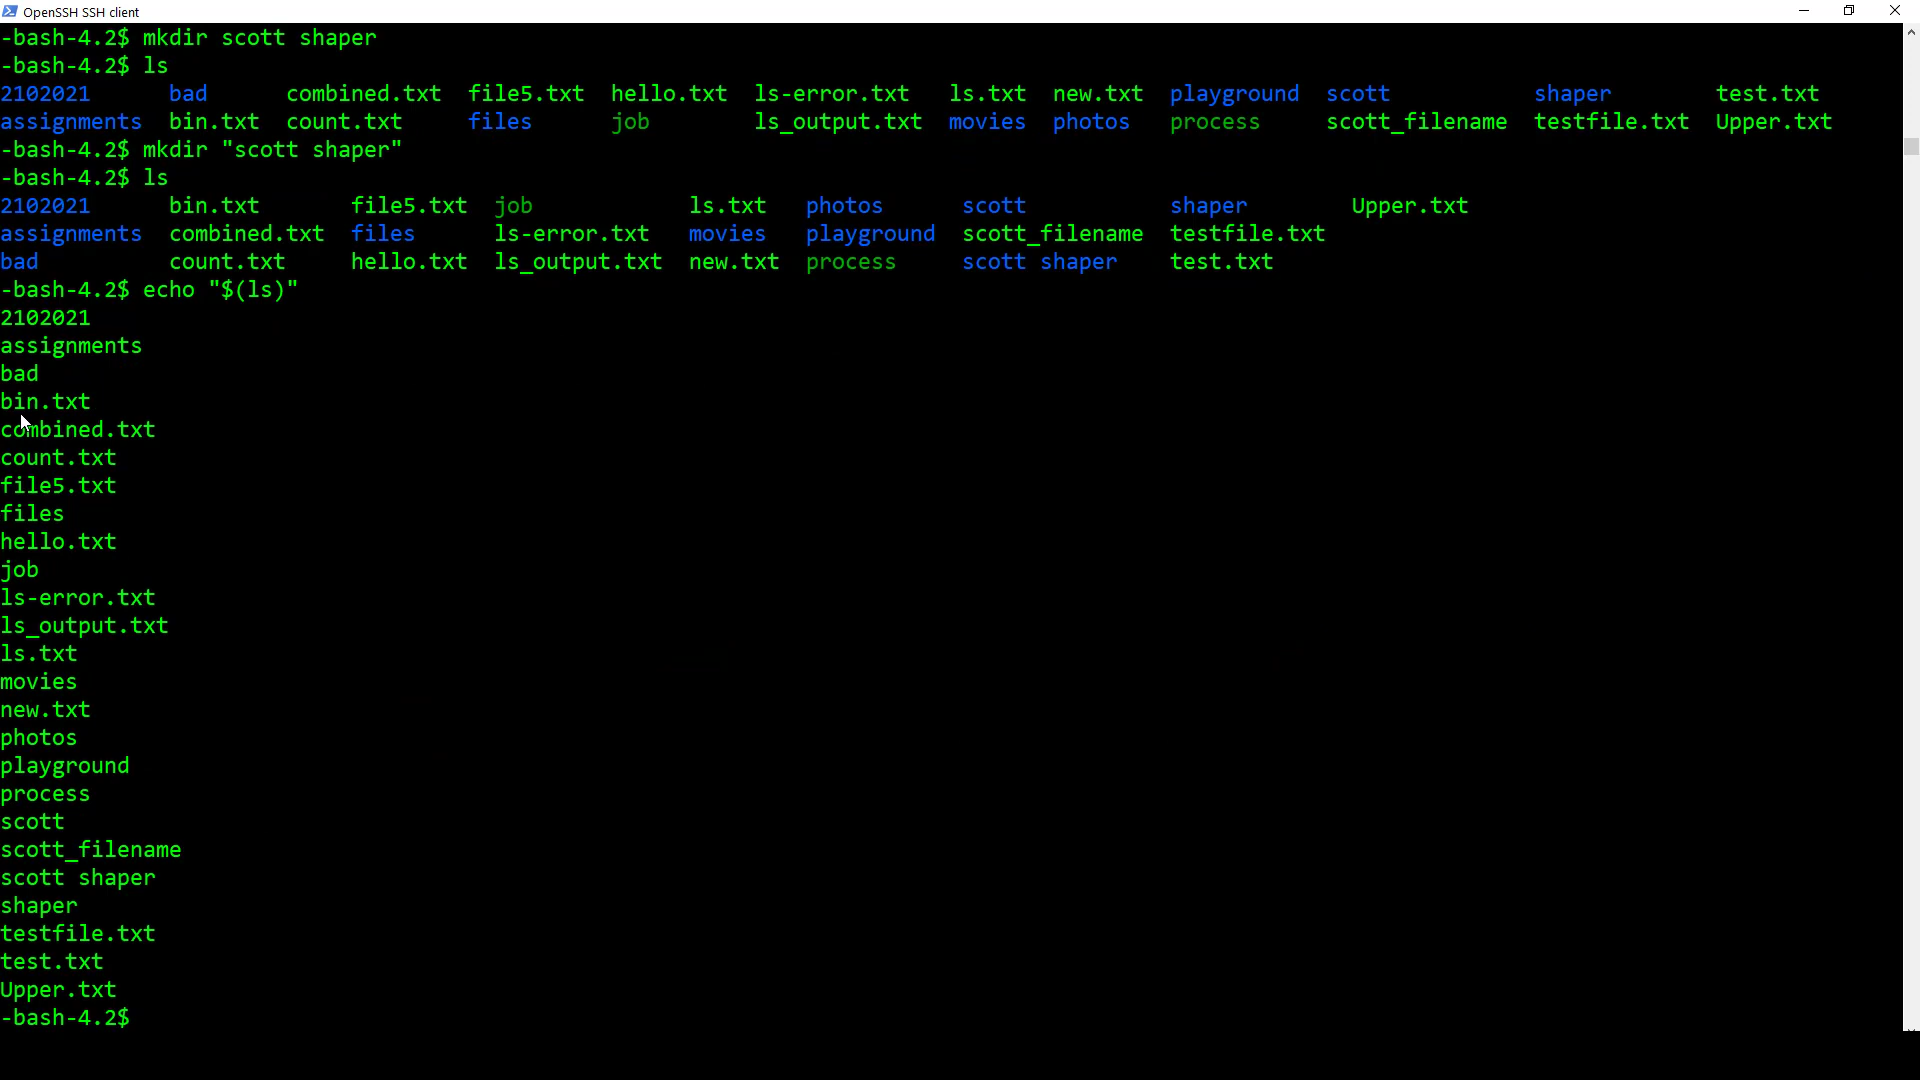 OpenSSH SSH client
-bash-4.2$ mkdir scott shaper
-bash-4.2$ ls
2102021 bad combined.txt file5.txt hello.txt ls-error.txt ls.txt new.txt playground scott shaper test.txt
assignments bin.txt count.txt files job ls_output.txt movies photos process scott_filename testfile.txt Upper.txt
-bash-4.2$ mkdir "scott shaper"
-bash-4.2$ ls
2102021 bin.txt file5.txt job ls.txt photos scott shaper Upper.txt
assignments combined.txt files ls-error.txt movies playground scott_filename testfile.txt
bad count.txt hello.txt ls_output.txt new.txt process scott shaper test.txt
-bash-4.2$ echo "$(ls)"
2102021
assignments
bad
bin.txt
combined.txt
count.txt
file5.txt
files
hello.txt
job
ls-error.txt
ls_output.txt
ls.txt
movies
new.txt
photos
playground
process
scott
scott_filename
scott shaper
shaper
testfile.txt
test.txt
Upper.txt
-bash-4.2$